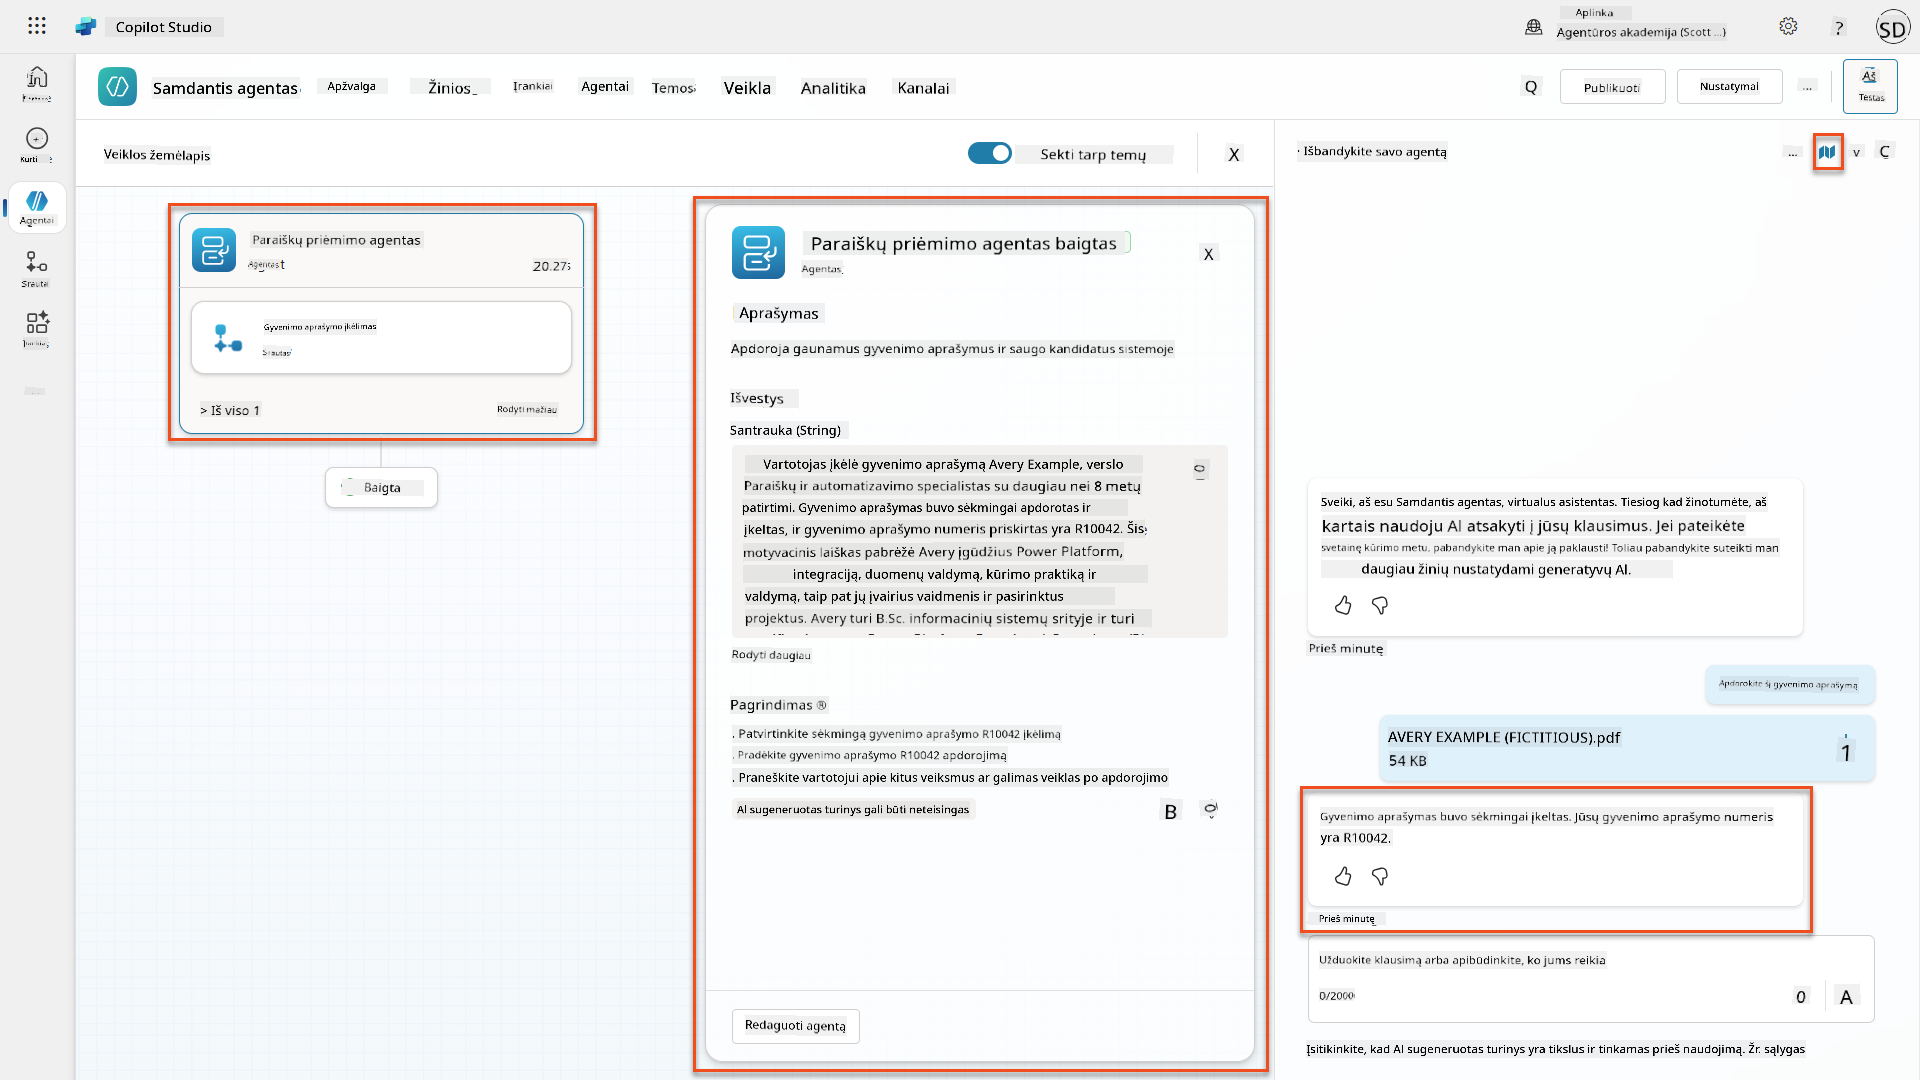 Copilot Studio
Aplinka
Agentūros akademija (Scott ...)
?
SD
Samdantis agentas
Apžvalga
Žinios
Įrankiai
Agentai
Temos
Veikla
Analitika
Kanalai
Q
Publikuoti
Nustatymai
...
Aš
Testas
Kurti
Agentai
Srautai
Veiklos žemėlapis
Sekti tarp temų
X
Išbandykite savo agentą
...
v
C
Paraiškų priėmimo agentas
Agentast
20.27s
Gyvenimo aprašymo įkėlimas
Srautas
> Iš viso 1
Rodyti mažiau
Baigta
Paraiškų priėmimo agentas baigtas
Agentas
X
Aprašymas
Apdoroja gaunamus gyvenimo aprašymus ir saugo kandidatus sistemoje
Išvestys
Santrauka (String)
Vartotojas įkėlė gyvenimo aprašymą Avery Example, verslo
Paraiškų ir automatizavimo specialistas su daugiau nei 8 metų
patirtimi. Gyvenimo aprašymas buvo sėkmingai apdorotas ir
įkeltas, ir gyvenimo aprašymo numeris priskirtas yra R10042. Šis
motyvacinis laiškas pabrėžė Avery įgūdžius Power Platform,
integraciją, duomenų valdymą, kūrimo praktiką ir
valdymą, taip pat jų įvairius vaidmenis ir pasirinktus
projektus. Avery turi B.Sc. informacinių sistemų srityje ir turi
Rodyti daugiau
Pagrindimas ®
. Patvirtinkite sėkmingą gyvenimo aprašymo R10042 įkėlimą
. Pradėkite gyvenimo aprašymo R10042 apdorojimą
. Praneškite vartotojui apie kitus veiksmus ar galimas veiklas po apdorojimo
AI sugeneruotas turinys gali būti neteisingas
B
Redaguoti agentą
Sveiki, aš esu Samdantis agentas, virtualus asistentas. Tiesiog kad žinotumėte, aš
kartais naudoju AI atsakyti į jūsų klausimus. Jei pateikėte
svetainę kūrimo metu, pabandykite man apie ją paklausti! Toliau pabandykite suteikti man
daugiau žinių nustatydami generatyvų AI.
Prieš minutę
Apdorokite šį gyvenimo aprašymą
AVERY EXAMPLE (FICTITIOUS).pdf
54 KB
1
Gyvenimo aprašymas buvo sėkmingai įkeltas. Jūsų gyvenimo aprašymo numeris
yra R10042.
Prieš minutę
Užduokite klausimą arba apibūdinkite, ko jums reikia
0/2000
0
A
Įsitikinkite, kad AI sugeneruotas turinys yra tikslus ir tinkamas prieš naudojimą. Žr. sąlygas